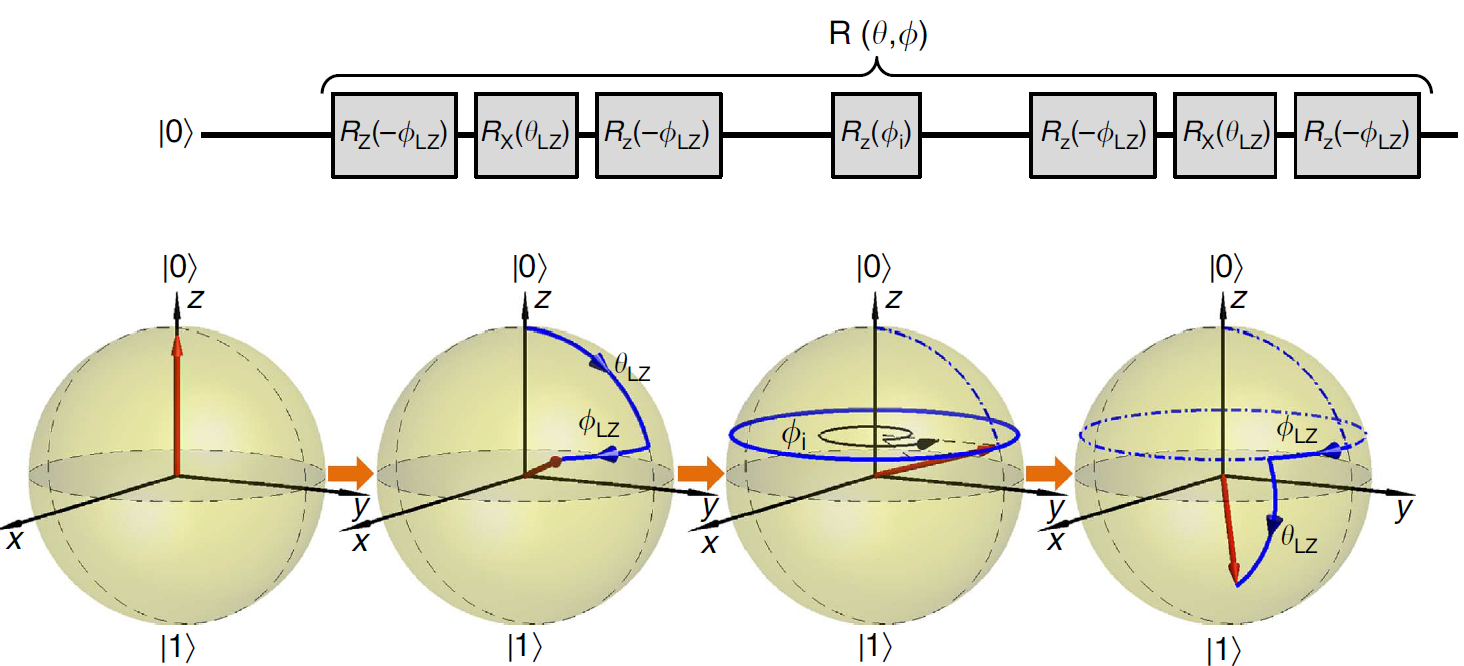 R (θ,ϕ)
|0⟩ R_Z(−ϕ_LZ) R_X(θ_LZ) R_z(−ϕ_LZ) R_z(ϕ_i) R_z(−ϕ_LZ) R_X(θ_LZ) R_z(−ϕ_LZ)
|0⟩ |0⟩ |0⟩ |0⟩
z z z z
θ_LZ
ϕ_LZ ϕ_i ϕ_LZ
y y y y
x x x x
θ_LZ
|1⟩ |1⟩ |1⟩ |1⟩